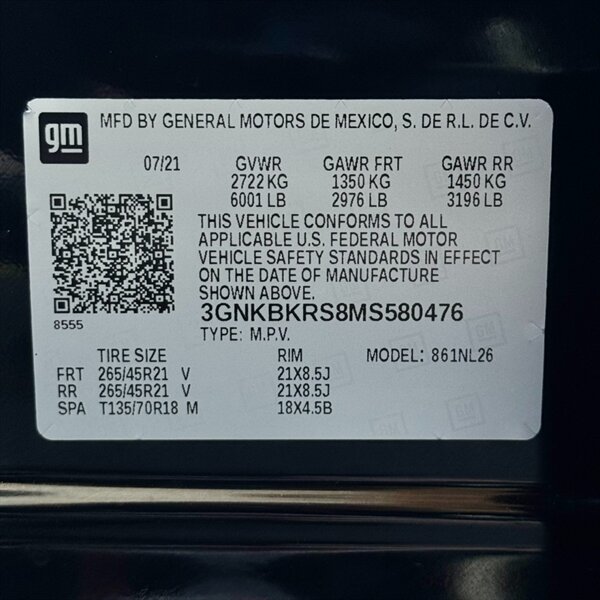 gm MFD BY GENERAL MOTORS DE MEXICO, S. DE R.L. DE C.V.
07/21 GVWR GAWR FRT GAWR RR
2722 KG 1350 KG 1450 KG
6001 LB 2976 LB 3196 LB
THIS VEHICLE CONFORMS TO ALL
APPLICABLE U.S. FEDERAL MOTOR
VEHICLE SAFETY STANDARDS IN EFFECT
ON THE DATE OF MANUFACTURE
SHOWN ABOVE.
8555
3GNKBKRS8MS580476
TYPE: M.P.V.
TIRE SIZE RIM MODEL: 861NL26
FRT 265/45R21 V 21X8.5J
RR 265/45R21 V 21X8.5J
SPA T135/70R18 M 18X4.5B